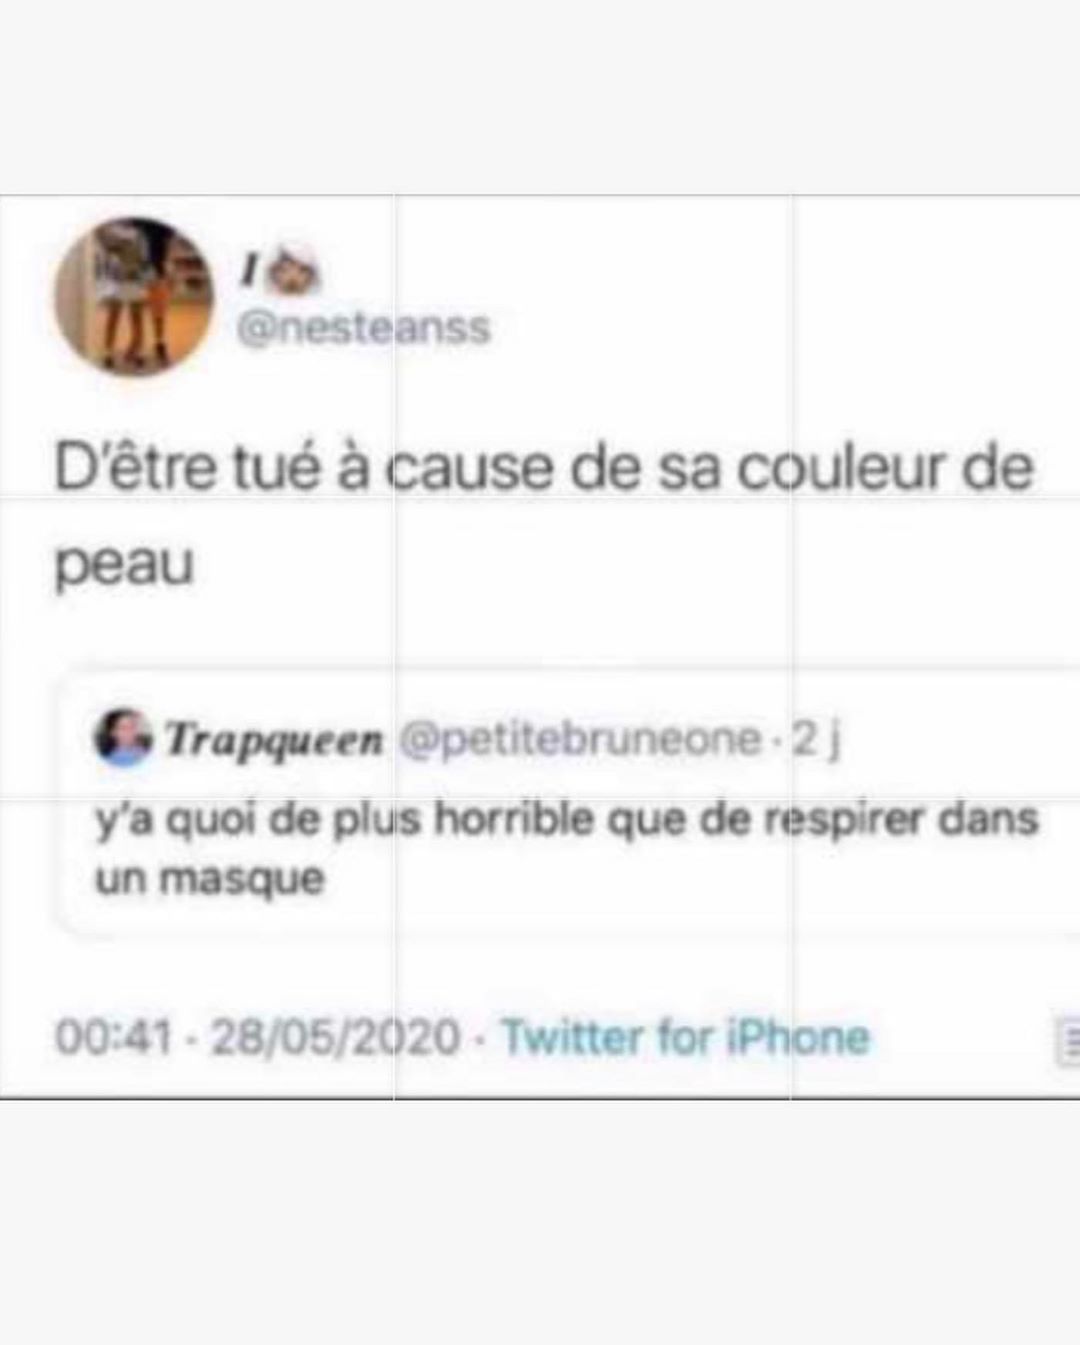 I
@nesteanss
D'être tué à cause de sa couleur de
peau
Trapqueen @petitebruneone · 2 j
y'a quoi de plus horrible que de respirer dans
un masque
00:41 · 28/05/2020 · Twitter for iPhone